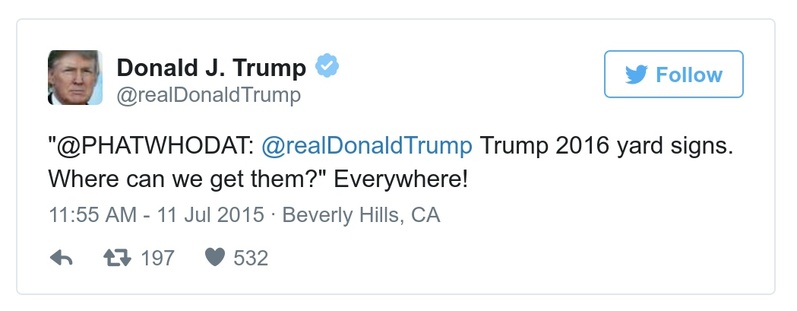 Donald J. Trump
@realDonaldTrump
Follow
"@PHATWHODAT: @realDonaldTrump Trump 2016 yard signs.
Where can we get them?" Everywhere!
11:55 AM - 11 Jul 2015 · Beverly Hills, CA
197 532